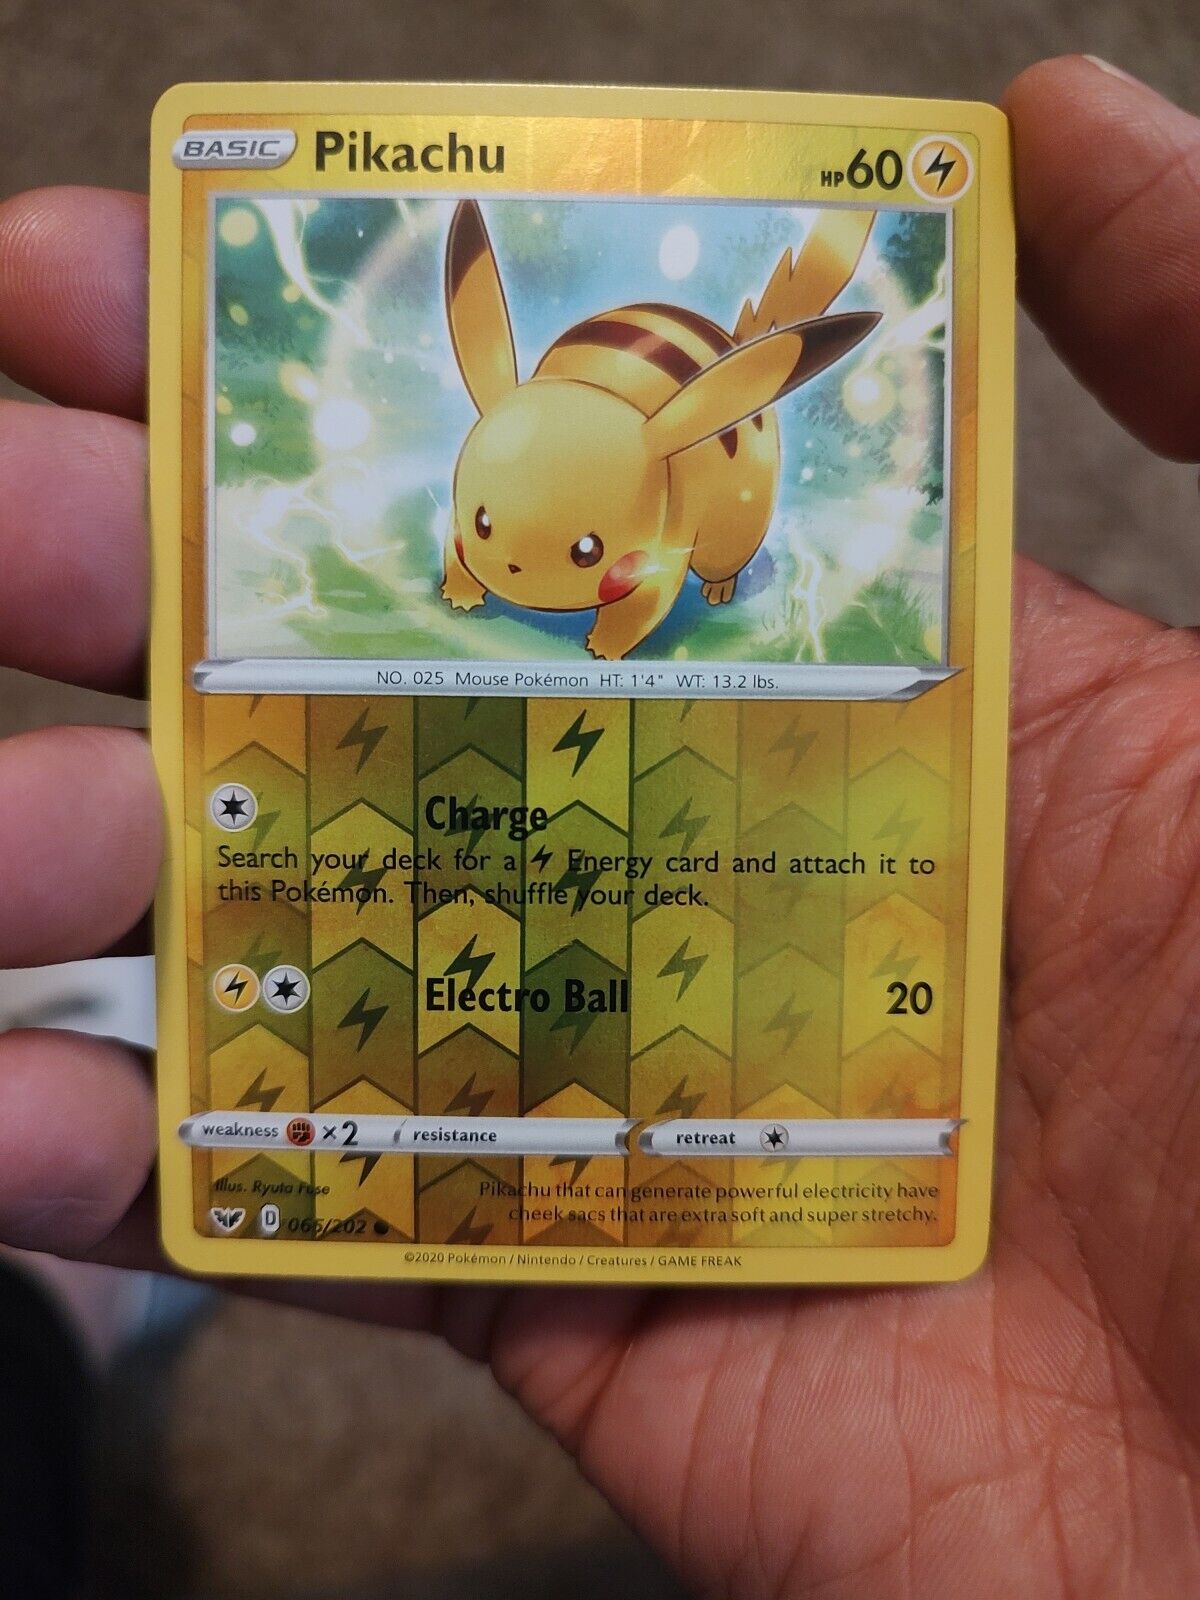 BASIC Pikachu HP60
NO. 025 Mouse Pokémon HT: 1'4" WT: 13.2 lbs.
Charge
Search your deck for a Energy card and attach it to
this Pokémon. Then, shuffle your deck.
Electro Ball 20
weakness ×2 resistance retreat
Illus. Ryuta Fuse
D 065/202
Pikachu that can generate powerful electricity have
cheek sacs that are extra soft and super stretchy.
©2020 Pokémon / Nintendo / Creatures / GAME FREAK